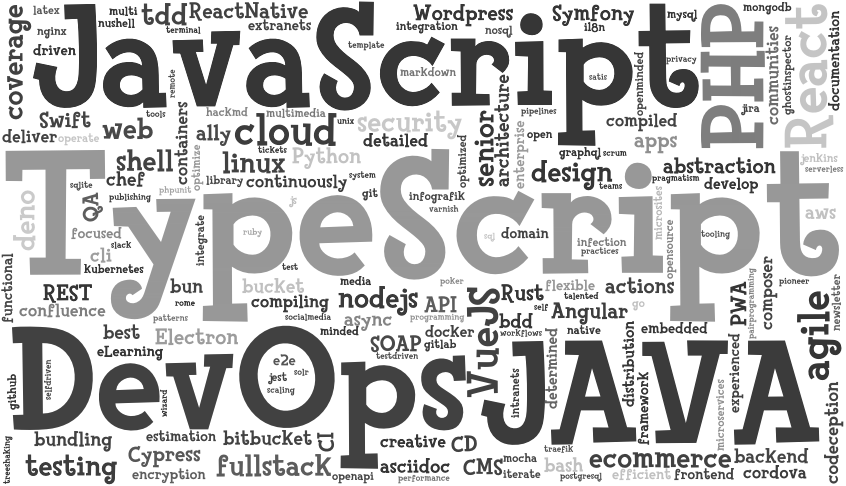 latex
multi
nushell
tdd
ReactNative
terminal
extranets
Wordpress
integration
nosql
Symfony
i18n
mysql
mongodb
coverage
nginx
driven
JavaScript
template
markdown
satis
openminded
privacy
PHP
communities
ghostinspector
React
documentation
remote
tools
containers
hacKmd
multimedia
unix
Swift
deliver
operate
web
ally
cloud
security
detailed
optimized
senior
architecture
enterprise
pipelines
open
compiled
apps
jira
graphql
scrum
shell
chef
optimize
tickets
linux
Python
library
continuously
system
git
infografik
varnish
design
teams
abstraction
pragmatism
develop
jenkins
serverless
TypeScript
sqlite
publishing
phpunit
deno
QA
focused
slack
cli
Kubernetes
integrate
ruby
test
sql
domain
infection
practices
microsites
opensource
tooling
aws
functional
REST
confluence
bun
rome
patterns
bucket
compiling
socialmedia
media
minded
nodejs
async
poker
API
programming
VueJS
Rust
self
bdd
workflows
flexible
talented
Angular
native
actions
go
embedded
PWA
pairprogramming
composer
pioneer
newsletter
agile
best
eLearning
Electron
SOAP
testdriven
docker
gitlab
DevOps
JAVA
github
selfdriven
wizard
e2e
jest
solr
scaling
intranets
determined
distribution
framework
microservices
experienced
codeception
treeshaking
bundling
testing
estimation
Cypress
encryption
bitbucket
CI
fullstack
openapi
creative
CD
asciidoc
performance
CMS
mocha
iterate
traefik
bash
postgresql
ecommerce
efficient
frontend
backend
cordova